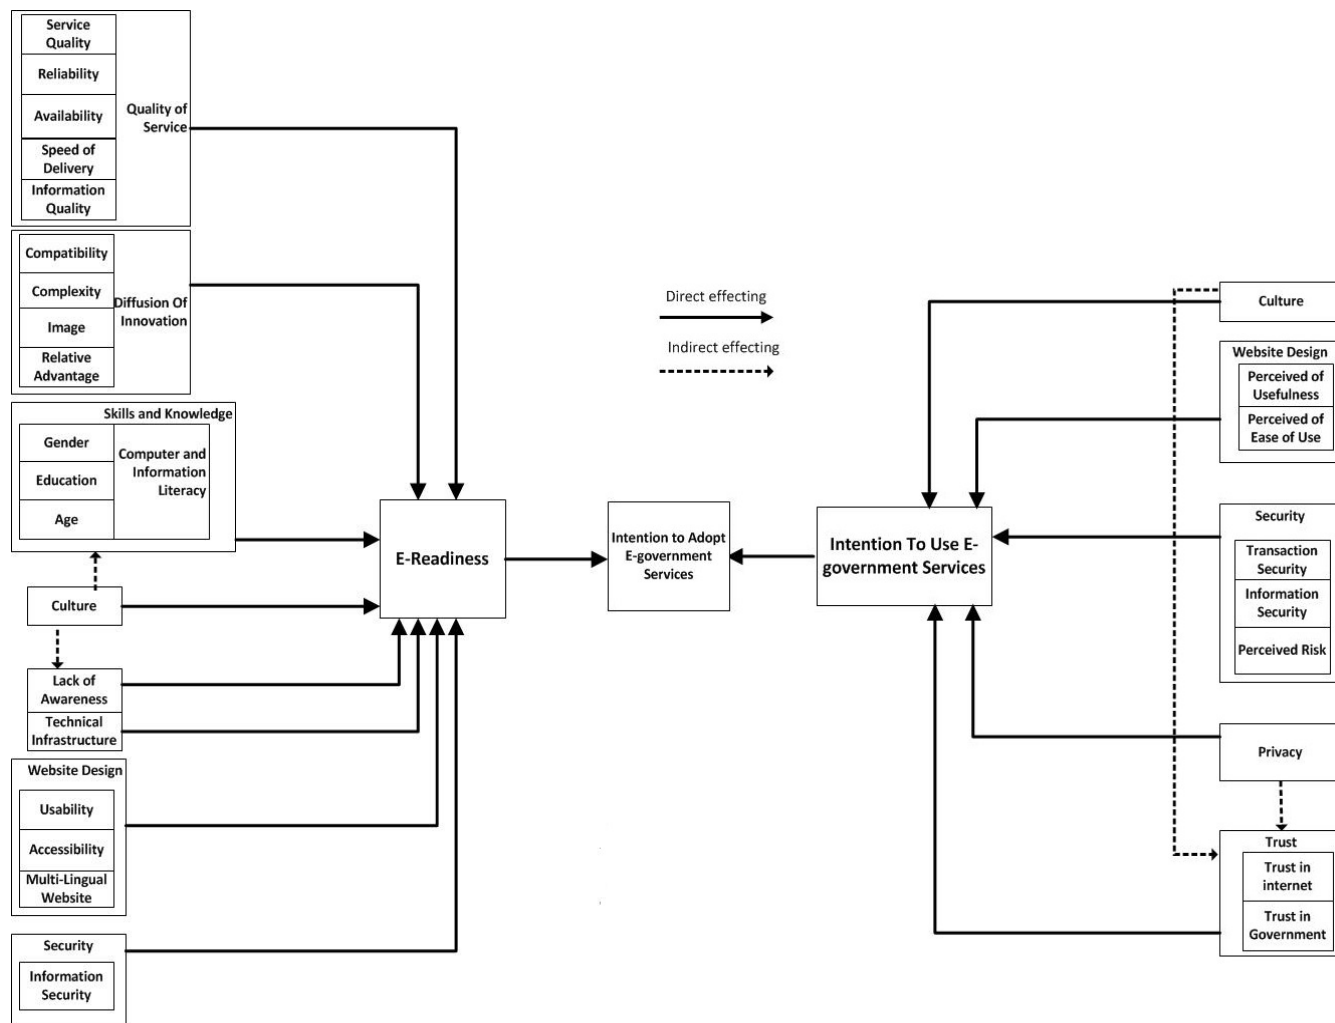 Service
Quality
Reliability
Availability
Speed of
Delivery
Information
Quality
Quality of
Service
Compatibility
Complexity
Image
Relative
Advantage
Diffusion Of
Innovation
Skills and Knowledge
Gender
Education
Age
Computer and
Information
Literacy
Culture
Lack of
Awareness
Technical
Infrastructure
Website Design
Usability
Accessibility
Multi-Lingual
Website
Security
Information
Security
E-Readiness
Intention to Adopt
E-government
Services
Direct effecting
Indirect effecting
Intention To Use E-
government Services
Culture
Website Design
Perceived of
Usefulness
Perceived of
Ease of Use
Security
Transaction
Security
Information
Security
Perceived Risk
Privacy
Trust
Trust in
internet
Trust in
Government